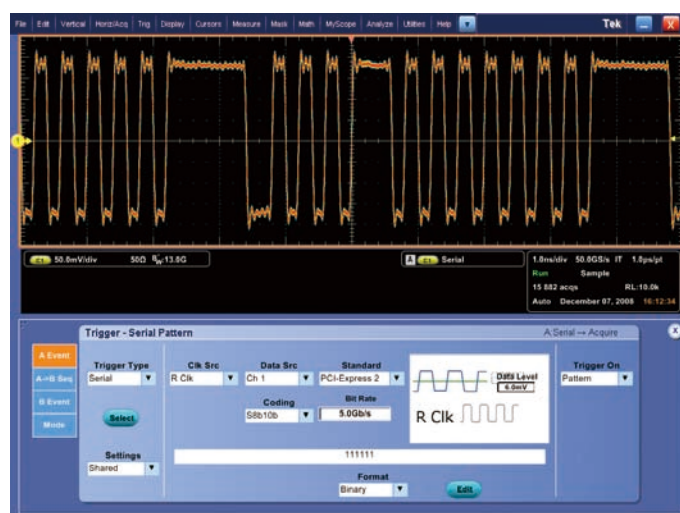 File Edit Vertical Horiz/Acq Trig Display Cursors Measure Mask Math MyScope Analyze Utilities Help Tek X
1
C1 50.0mV/div 50Ω BW:13.0G
A C1 Serial
1.0ns/div 50.0GS/s IT 1.0ps/pt
Run Sample
15 882 acqs RL:10.0k
Auto December 07, 2008 16:12:34
Trigger - Serial Pattern A:Serial → Acquire X
A Event
A->B Seq
B Event
Mode
Trigger Type
Serial
Select
Settings
Shared
Clk Src
R Clk
Data Src
Ch 1
Standard
PCI-Express 2
Coding
S8b10b
Bit Rate
5.0Gb/s
Data Level
6.0mV
R Clk
Trigger On
Pattern
111111
Format
Binary
Edit